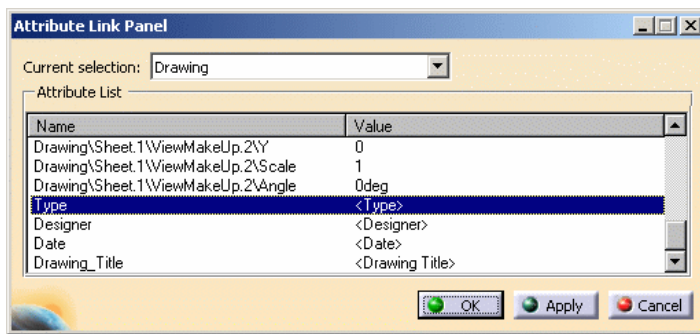 Attribute Link Panel
Current selection: Drawing
Attribute List
Name Value
Drawing\Sheet.1\ViewMakeUp.2\Y 0
Drawing\Sheet.1\ViewMakeUp.2\Scale 1
Drawing\Sheet.1\ViewMakeUp.2\Angle 0deg
Type <Type>
Designer <Designer>
Date <Date>
Drawing_Title <Drawing Title>
OK Apply Cancel